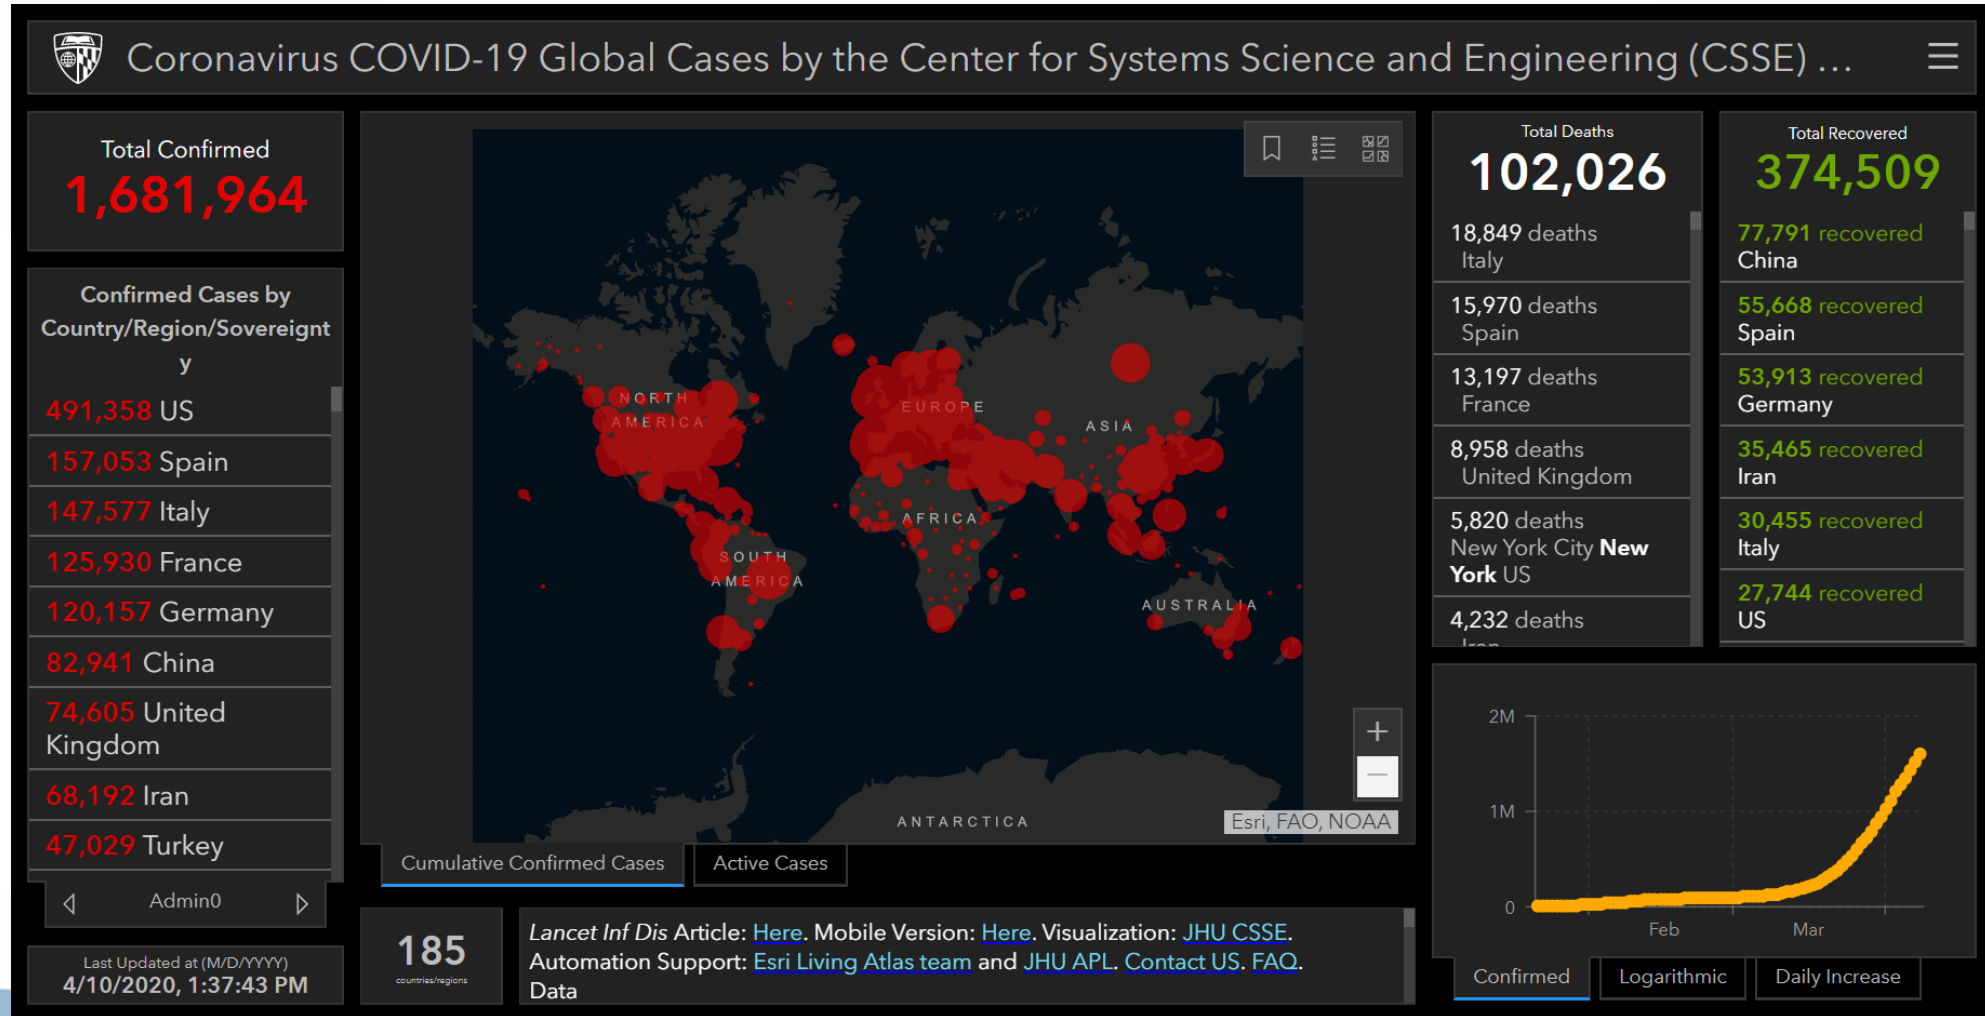 Coronavirus COVID-19 Global Cases by the Center for Systems Science and Engineering (CSSE) ...
Total Confirmed
1,681,964
Confirmed Cases by
Country/Region/Sovereignt
y
491,358 US
157,053 Spain
147,577 Italy
125,930 France
120,157 Germany
82,941 China
74,605 United
Kingdom
68,192 Iran
47,029 Turkey
Admin0
Last Updated at (M/D/YYYY)
4/10/2020, 1:37:43 PM
NORTH
AMERICA
EUROPE
ASIA
AFRICA
SOUTH
AMERICA
AUSTRALIA
ANTARCTICA
Esri, FAO, NOAA
Cumulative Confirmed Cases
Active Cases
185
countries/regions
Lancet Inf Dis Article: Here. Mobile Version: Here. Visualization: JHU CSSE.
Automation Support: Esri Living Atlas team and JHU APL. Contact US. FAQ.
Data
Total Deaths
102,026
18,849 deaths
Italy
15,970 deaths
Spain
13,197 deaths
France
8,958 deaths
United Kingdom
5,820 deaths
New York City New
York US
4,232 deaths
Iran
Total Recovered
374,509
77,791 recovered
China
55,668 recovered
Spain
53,913 recovered
Germany
35,465 recovered
Iran
30,455 recovered
Italy
27,744 recovered
US
2M
1M
0
Feb
Mar
Confirmed
Logarithmic
Daily Increase